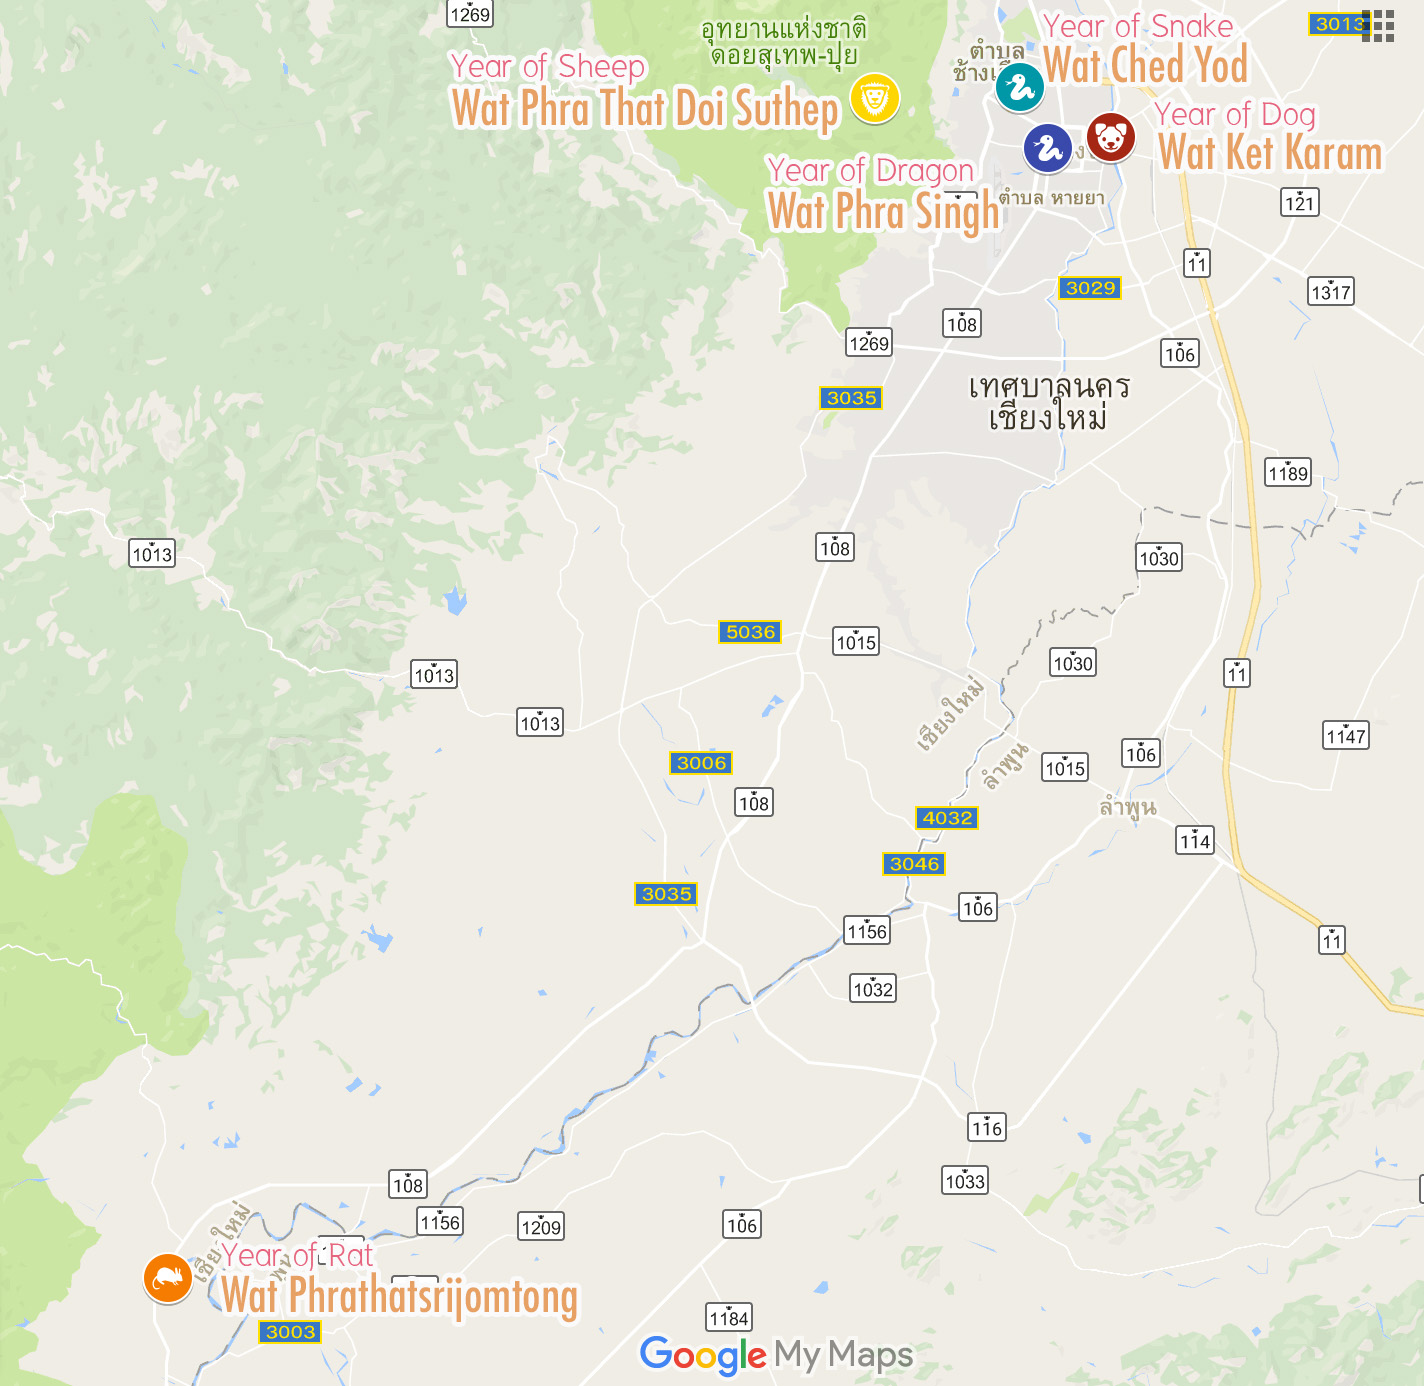 1269
อุทยานแห่งชาติ
ดอยสุเทพ-ปุย
Year of Snake
Wat Ched Yod
3013
ตำบล
Year of Sheep
Wat Phra That Doi Suthep
Year of Dog
Wat Ket Karam
Year of Dragon
Wat Phra Singh
ตำบล หายยา
121
11
3029
1317
108
1269
106
3035
เทศบาลนคร
เชียงใหม่
1189
1013
108
1030
5036
1015
1030
1013
11
เชียงใหม่
ลำพูน
1013
1147
106
3006
1015
108
ลำพูน
4032
114
3046
3035
106
1156
11
1032
116
1033
108
1156
1209
106
เชียงใหม่
Year of Rat
Wat Phrathatsrijomtong
3003
1184
Google My Maps